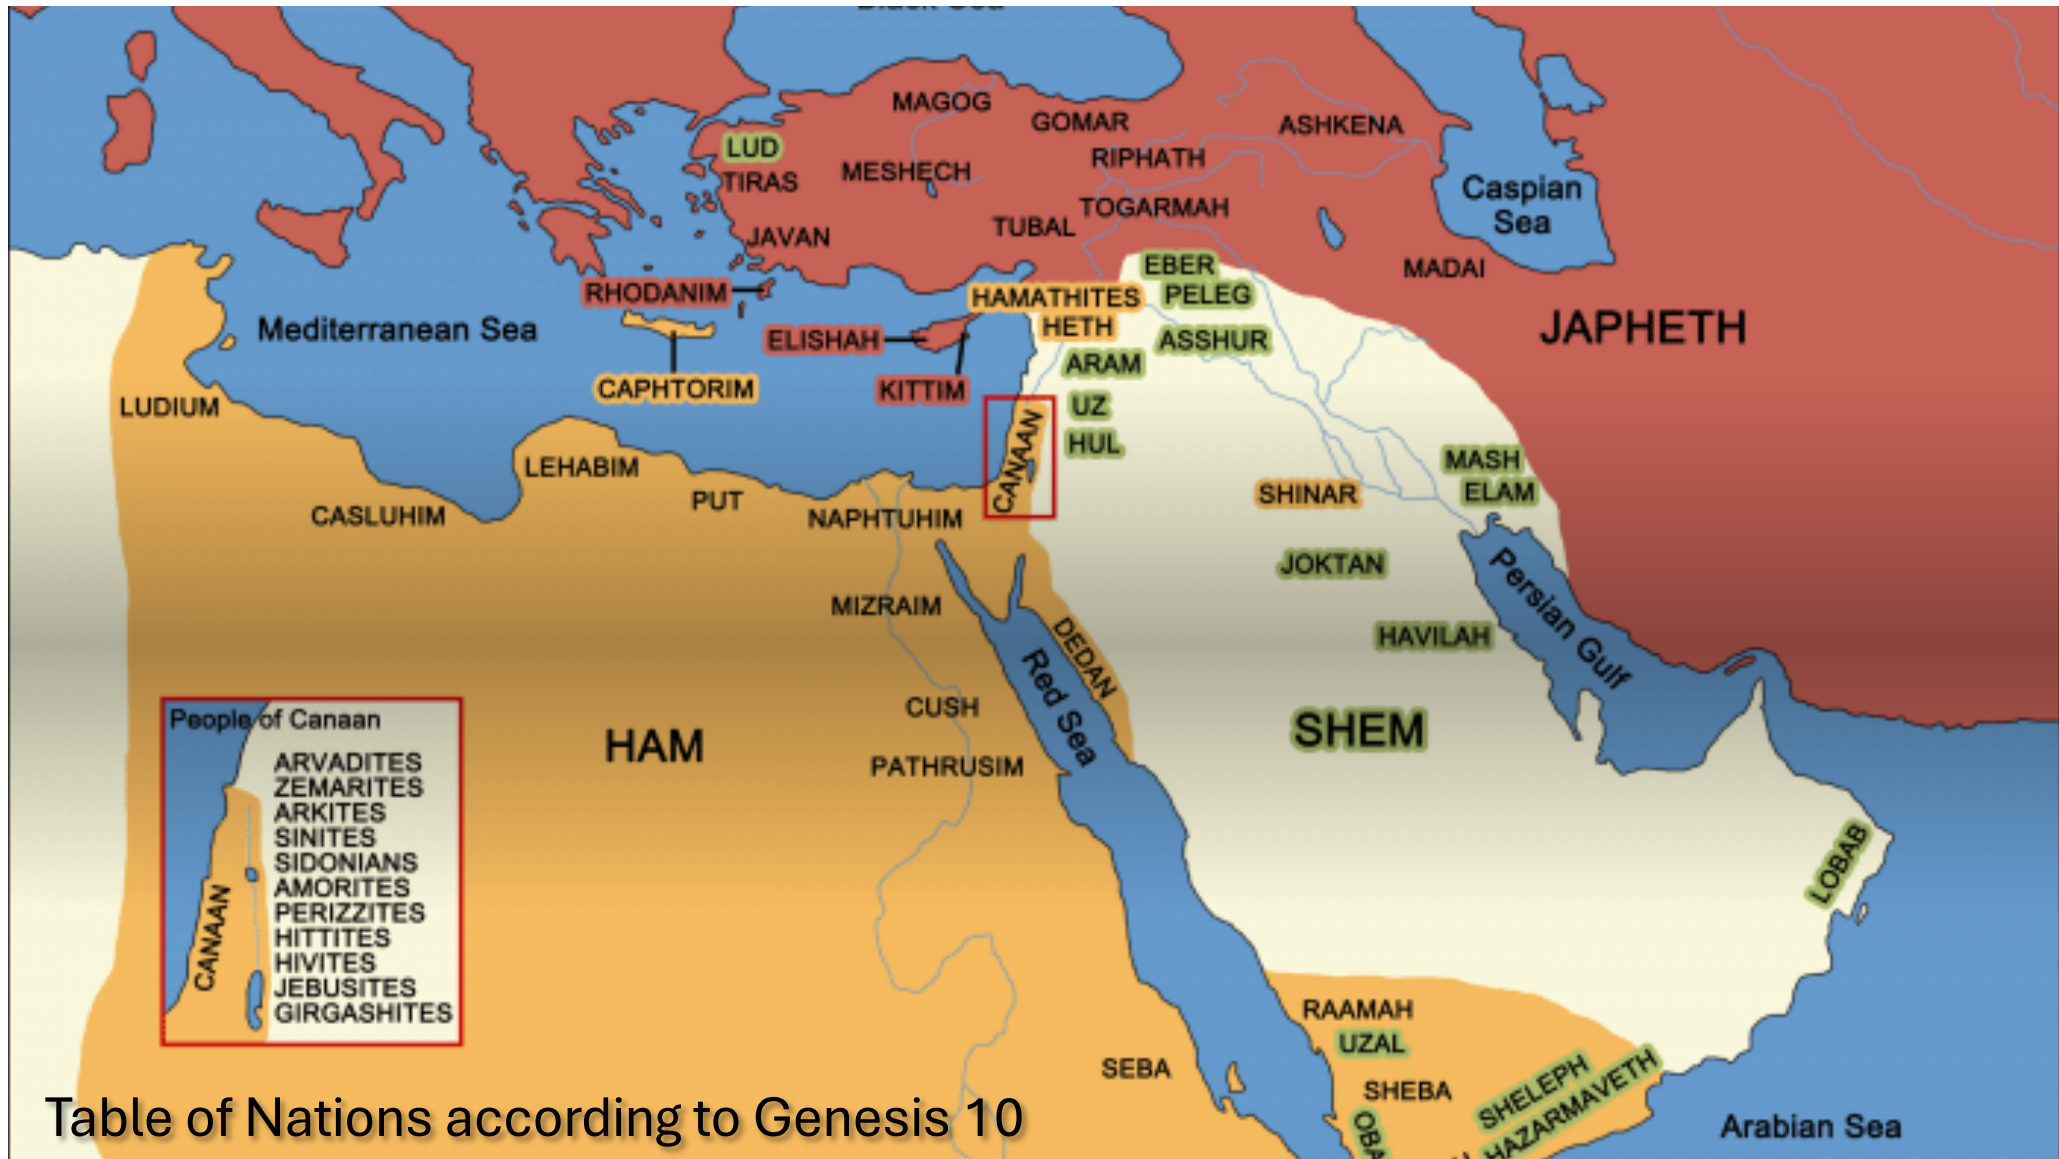 Black Sea
MAGOG
GOMAR
ASHKENA
LUD
TIRAS
MESHECH
RIPHATH
TOGARMAH
TUBAL
JAVAN
Caspian
Sea
MADAI
JAPHETH
RHODANIM
HAMATHITES
HETH
EBER
PELEG
ASSHUR
ARAM
UZ
HUL
Mediterranean Sea
ELISHAH
CAPHTORIM
KITTIM
CANAAN
LUDIUM
LEHABIM
CASLUHIM
PUT
NAPHTUHIM
SHINAR
MASH
ELAM
JOKTAN
HAVILAH
Persian Gulf
MIZRAIM
DEDAN
Red Sea
CUSH
PATHRUSIM
HAM
SHEM
LOBAB
People of Canaan
ARVADITES
ZEMARITES
ARKITES
SINITES
SIDONIANS
AMORITES
PERIZZITES
HITTITES
HIVITES
JEBUSITES
GIRGASHITES
CANAAN
RAAMAH
UZAL
SEBA
SHEBA
SHELEPH
HAZARMAVETH
Arabian Sea
Table of Nations according to Genesis 10